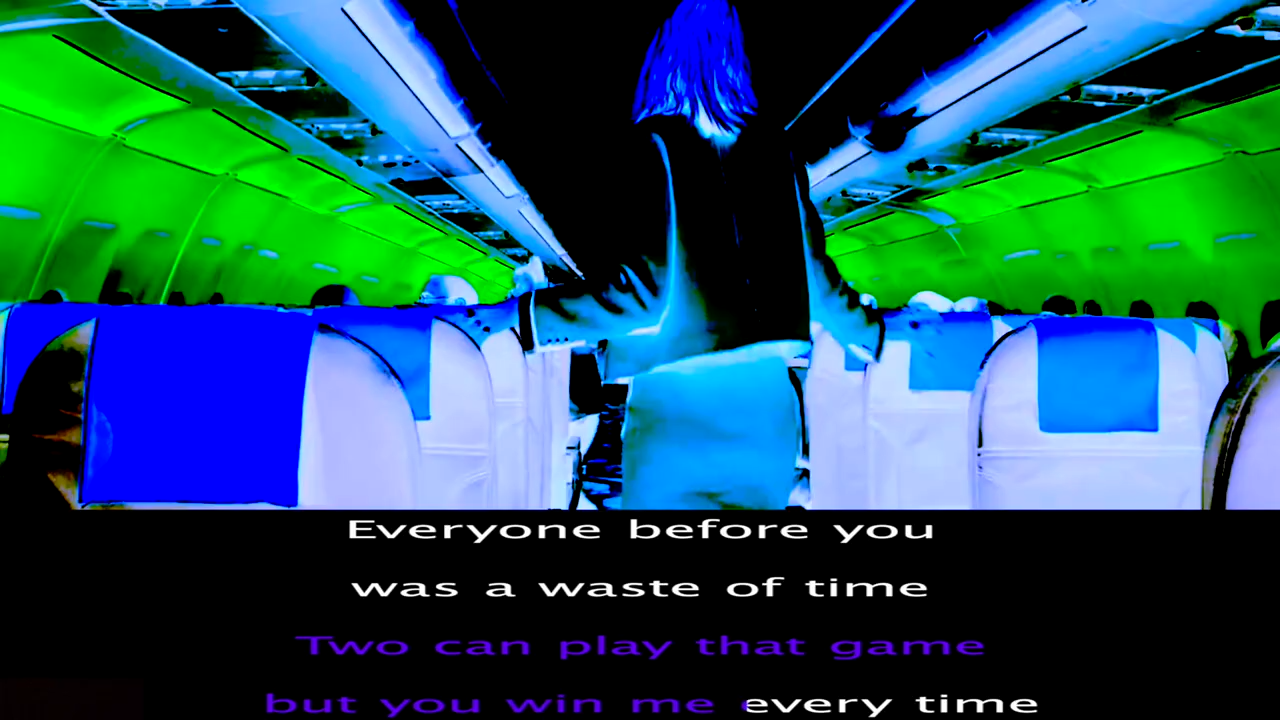 Everyone before you
was a waste of time
Two can play that game
but you win me every time